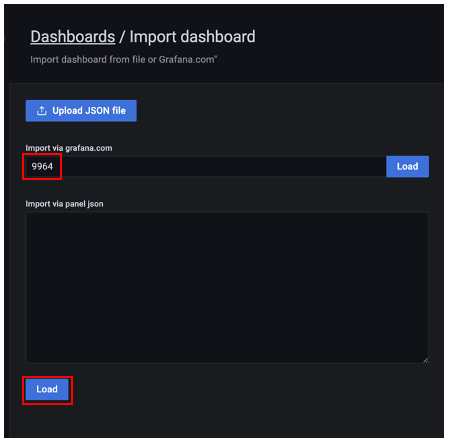 Dashboards / Import dashboard
Import dashboard from file or Grafana.com"
Upload JSON file
Import via grafana.com
9964 Load
Import via panel json
Load